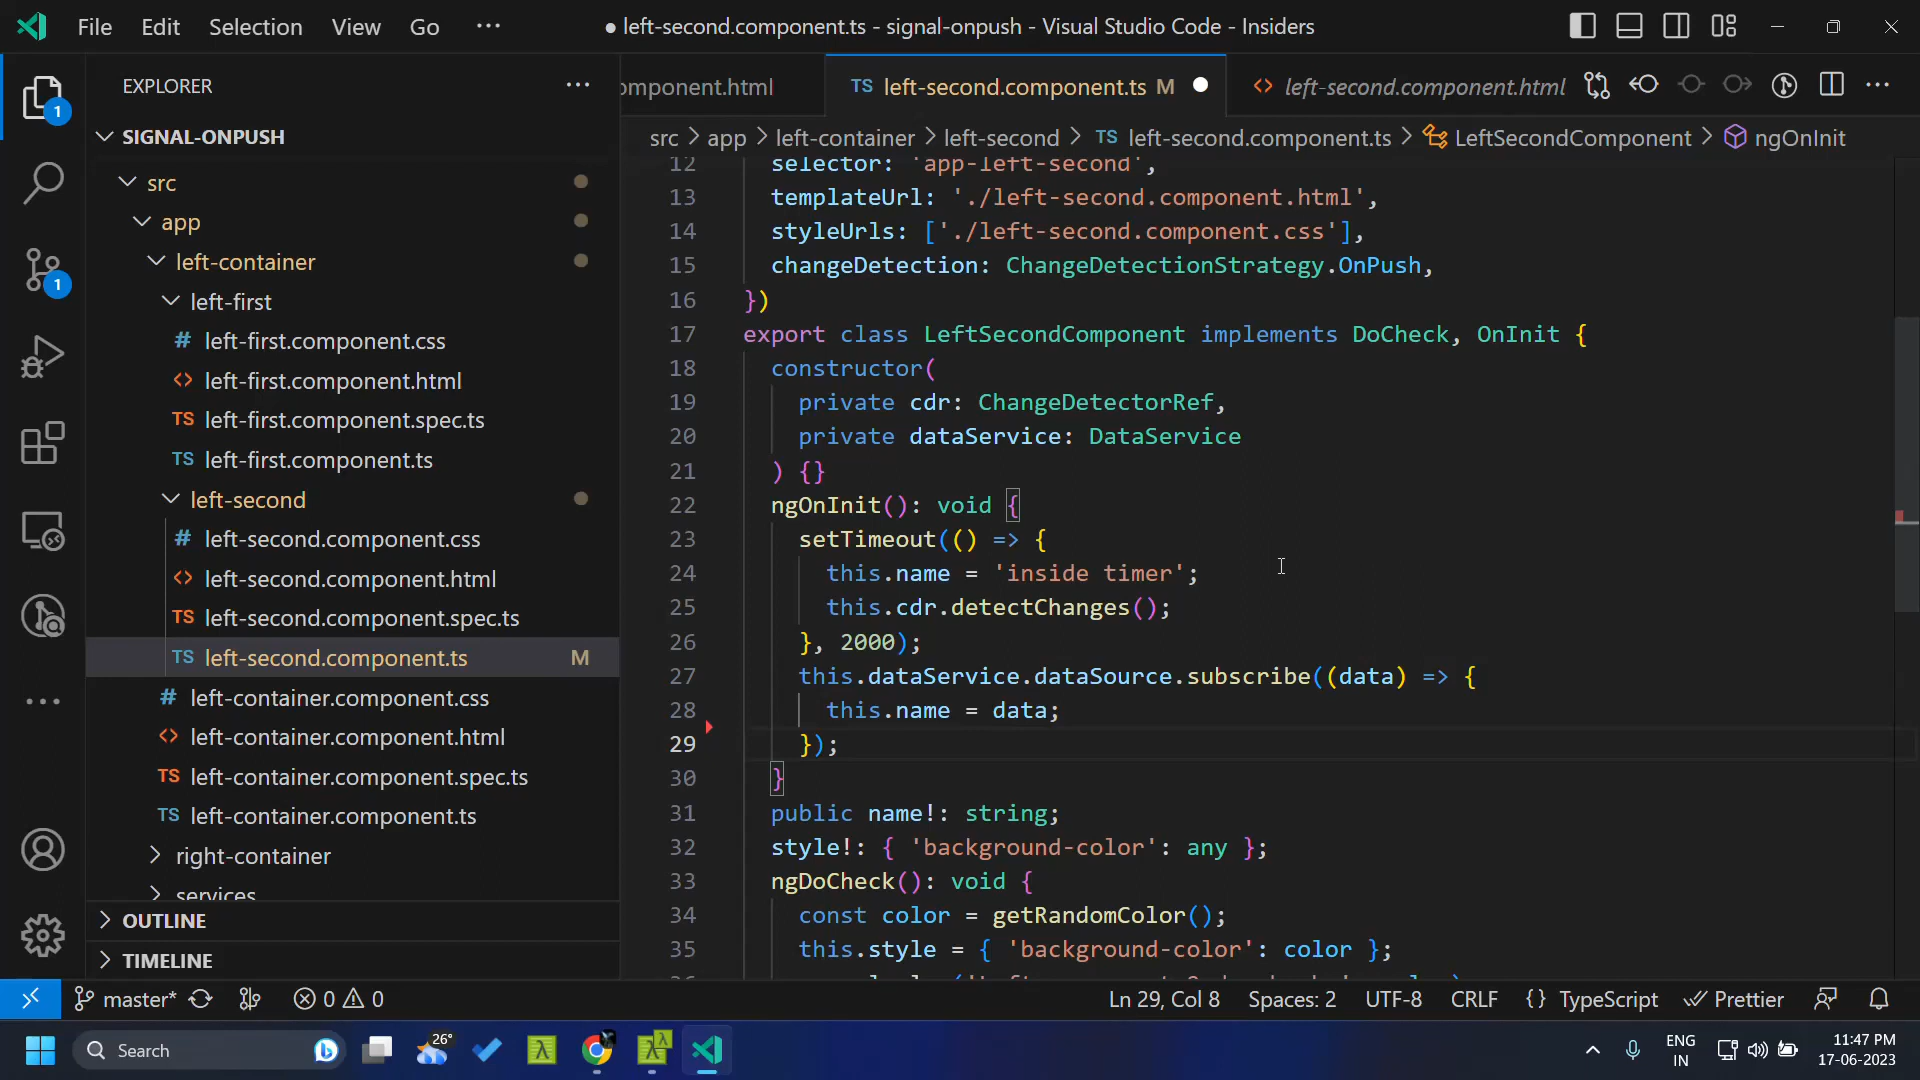 File Edit Selection View Go ···
● left-second.component.ts - signal-onpush - Visual Studio Code - Insiders
EXPLORER
SIGNAL-ONPUSH
src
app
left-container
left-first
# left-first.component.css
<> left-first.component.html
TS left-first.component.spec.ts
TS left-first.component.ts
left-second
# left-second.component.css
<> left-second.component.html
TS left-second.component.spec.ts
TS left-second.component.ts M
# left-container.component.css
<> left-container.component.html
TS left-container.component.spec.ts
TS left-container.component.ts
right-container
services
OUTLINE
TIMELINE
1
1
omponent.html
TS left-second.component.ts M
<> left-second.component.html
src > app > left-container > left-second > TS left-second.component.ts > LeftSecondComponent > ngOnInit
12 selector: 'app-left-second',
13 templateUrl: './left-second.component.html',
14 styleUrls: ['./left-second.component.css'],
15 changeDetection: ChangeDetectionStrategy.OnPush,
16 })
17 export class LeftSecondComponent implements DoCheck, OnInit {
18 constructor(
19 private cdr: ChangeDetectorRef,
20 private dataService: DataService
21 ) {}
22 ngOnInit(): void {
23 setTimeout(() => {
24 this.name = 'inside timer';
25 this.cdr.detectChanges();
26 }, 2000);
27 this.dataService.dataSource.subscribe((data) => {
28 this.name = data;
29 });
30 }
31 public name!: string;
32 style!: { 'background-color': any };
33 ngDoCheck(): void {
34 const color = getRandomColor();
35 this.style = { 'background-color': color };
master* 0 0
Ln 29, Col 8 Spaces: 2 UTF-8 CRLF {} TypeScript Prettier
Search
26°
ENG
IN
11:47 PM
17-06-2023